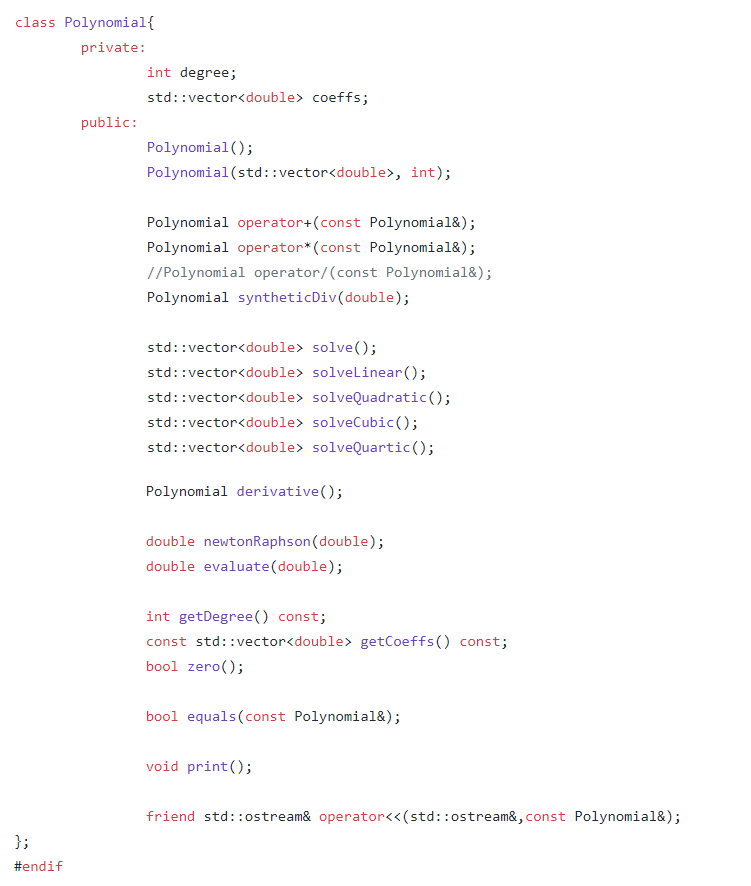 class Polynomial{
private:
int degree;
std::vector<double> coeffs;
public:
Polynomial();
Polynomial(std::vector<double>, int);
Polynomial operator+(const Polynomial&);
Polynomial operator*(const Polynomial&);
//Polynomial operator/(const Polynomial&);
Polynomial syntheticDiv(double);
std::vector<double> solve();
std::vector<double> solveLinear();
std::vector<double> solveQuadratic();
std::vector<double> solveCubic();
std::vector<double> solveQuartic();
Polynomial derivative();
double newtonRaphson(double);
double evaluate(double);
int getDegree() const;
const std::vector<double> getCoeffs() const;
bool zero();
bool equals(const Polynomial&);
void print();
friend std::ostream& operator<<(std::ostream&,const Polynomial&);
};
#endif